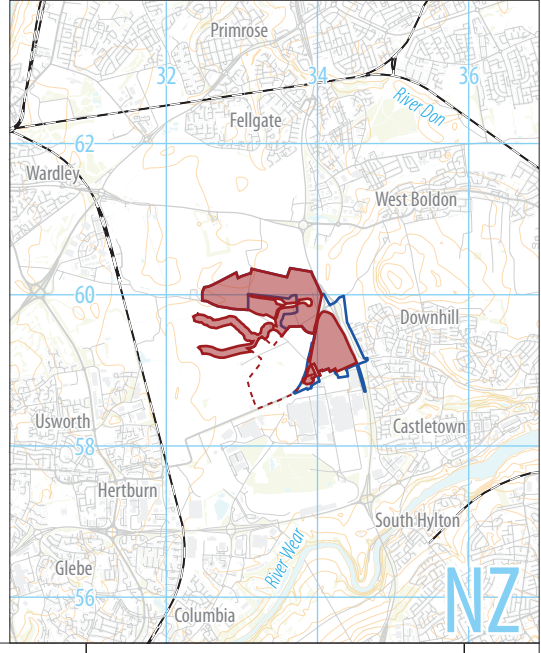 Primrose
32
34
36
River Don
Fellgate
62
Wardley
West Boldon
60
Downhill
Usworth
Castletown
58
Hertburn
South Hylton
River Wear
Glebe
56
NZ
Columbia